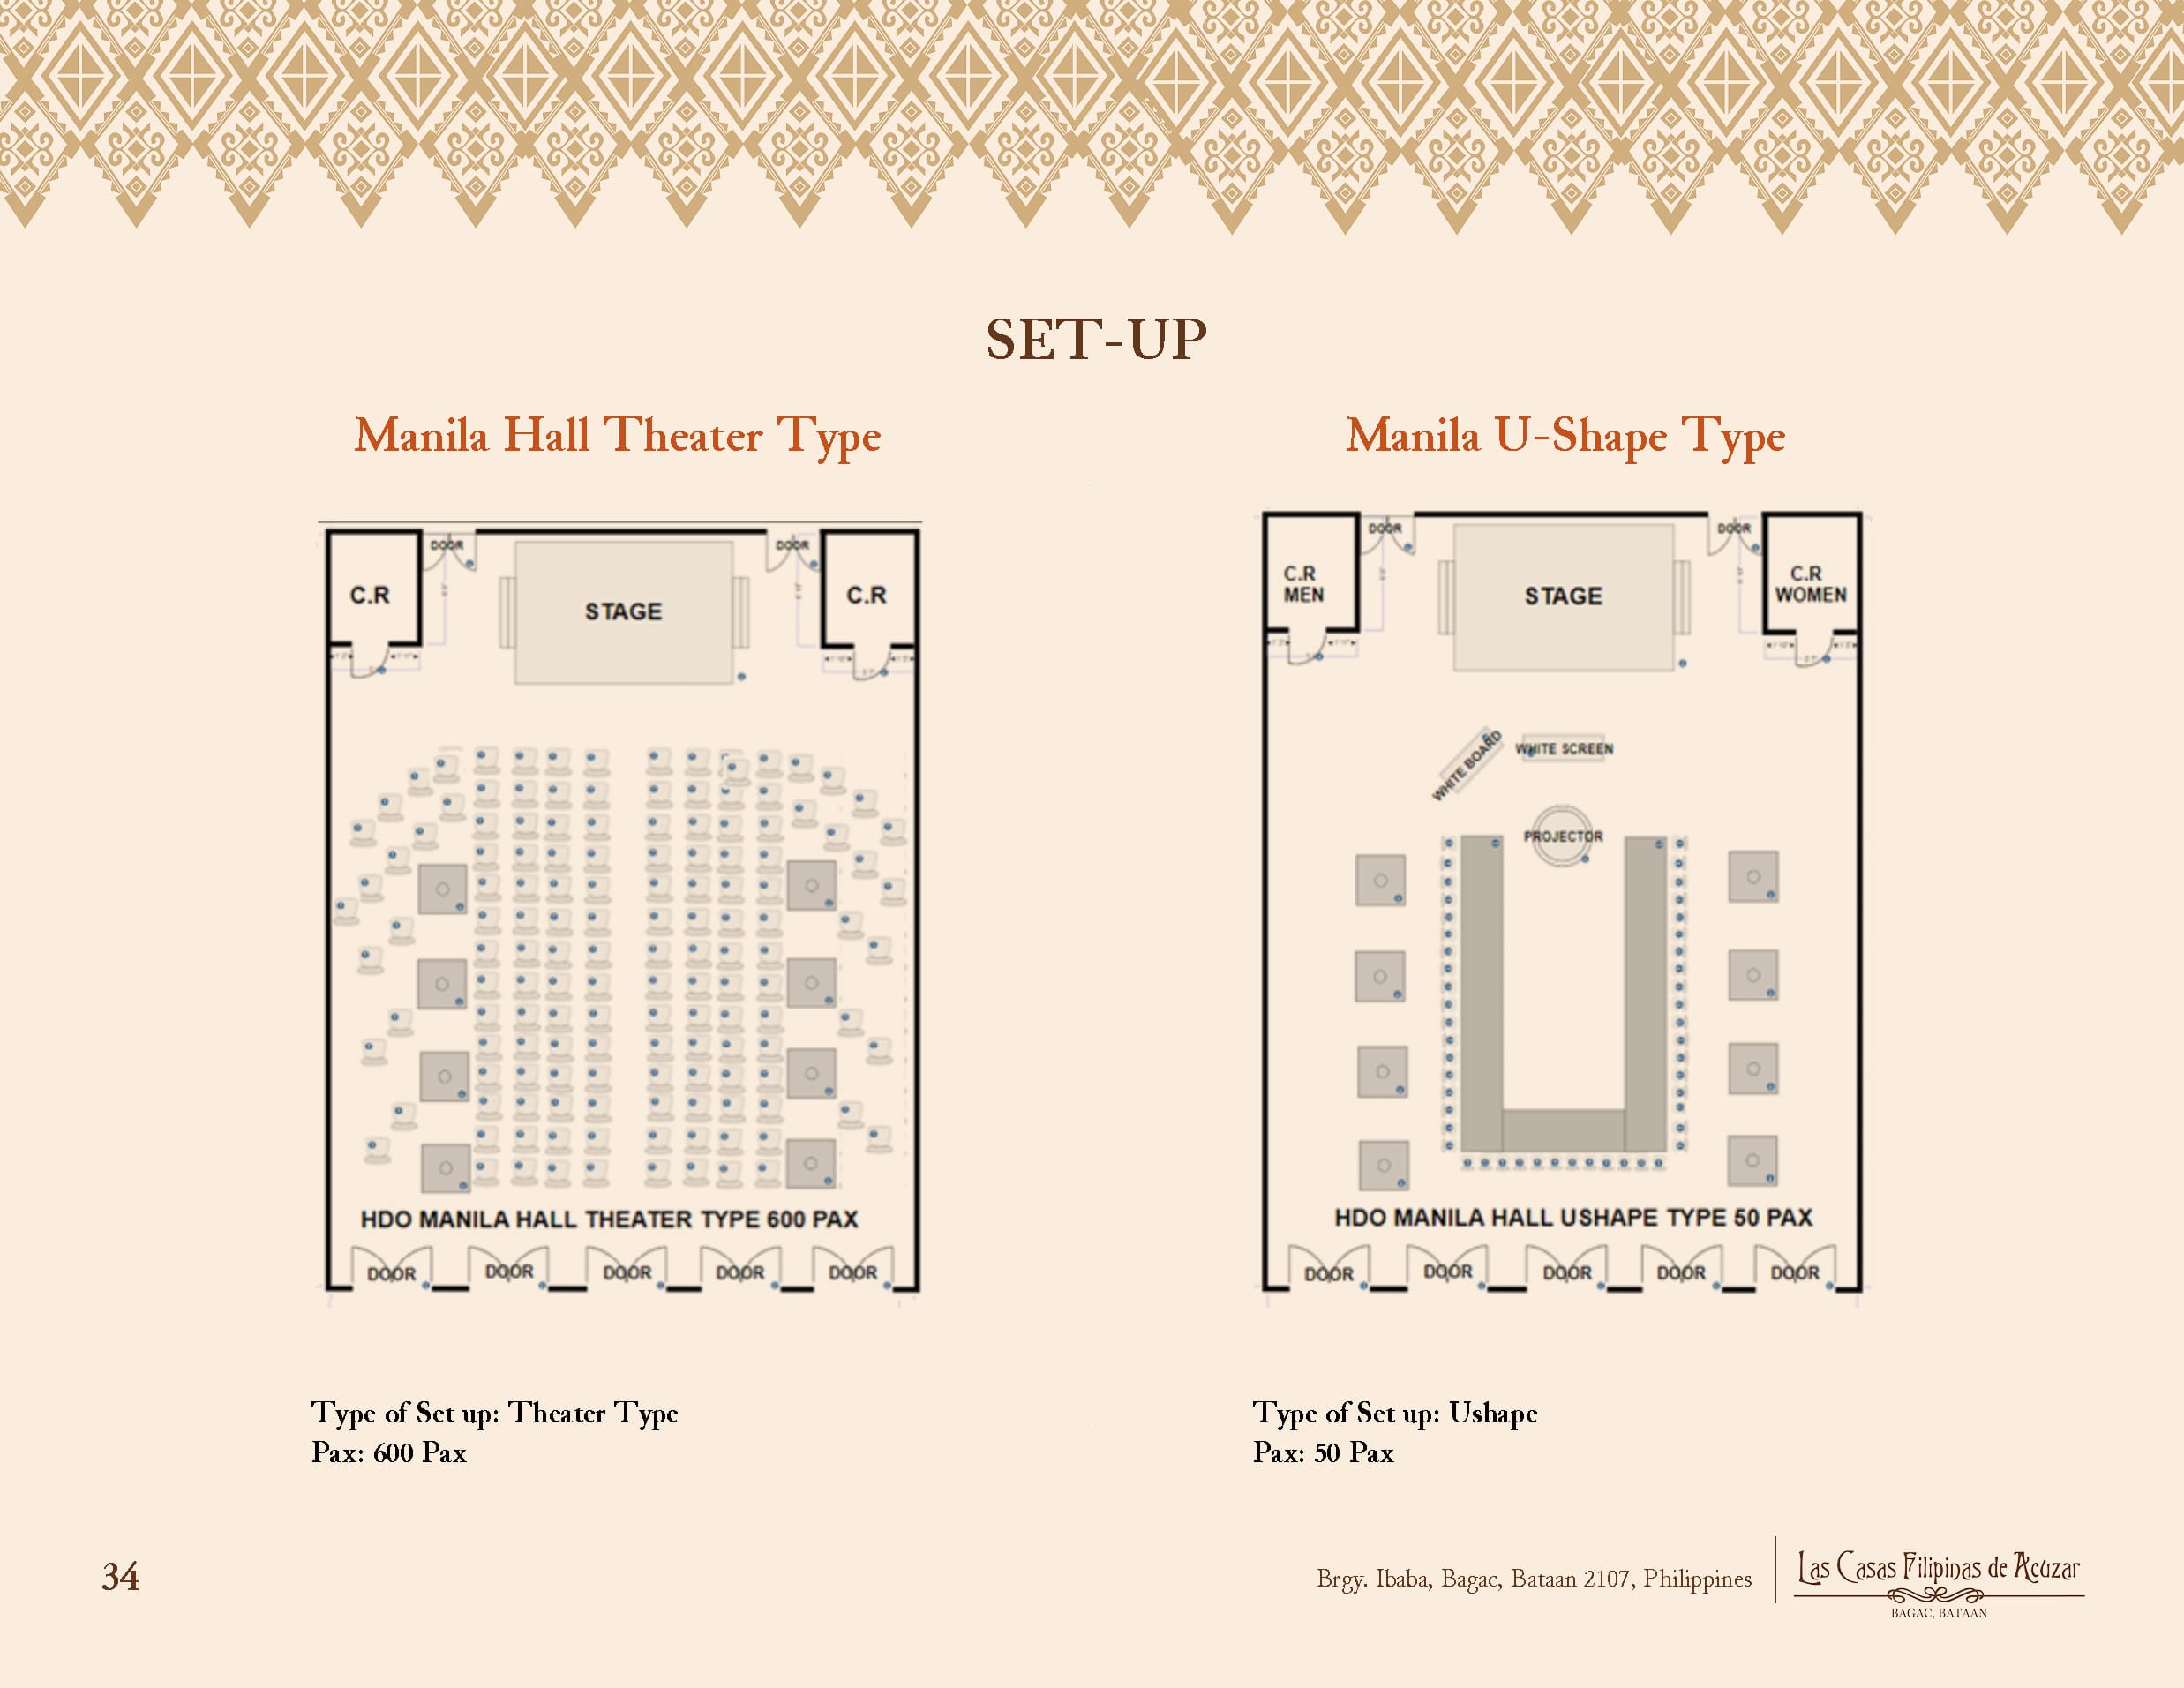 SET-UP
Manila Hall Theater Type
DOOR
DOOR
C.R
STAGE
C.R
HDO MANILA HALL THEATER TYPE 600 PAX
DOOR
DOOR
DOOR
DOOR
DOOR
Type of Set up: Theater Type
Pax: 600 Pax
Manila U-Shape Type
DOOR
DOOR
C.R
MEN
STAGE
C.R
WOMEN
WHITE BOARD
WHITE SCREEN
PROJECTOR
HDO MANILA HALL USHAPE TYPE 50 PAX
DOOR
DOOR
DOOR
DOOR
DOOR
Type of Set up: Ushape
Pax: 50 Pax
34
Brgy. Ibaba, Bagac, Bataan 2107, Philippines
Las Casas Filipinas de Acuzar
BAGAC, BATAAN